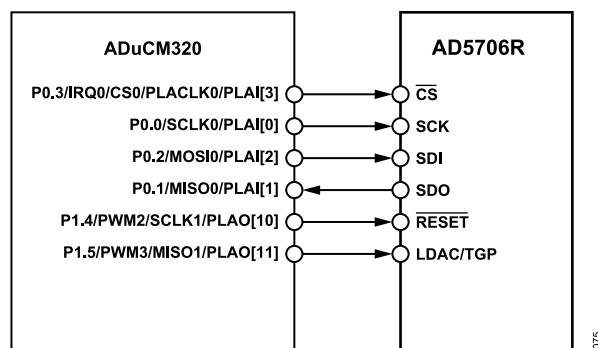 ADuCM320
AD5706R
P0.3/IRQ0/CS0/PLACLK0/PLAI[3]
CS
P0.0/SCLK0/PLAI[0]
SCK
P0.2/MOSI0/PLAI[2]
SDI
P0.1/MISO0/PLAI[1]
SDO
P1.4/PWM2/SCLK1/PLAO[10]
RESET
P1.5/PWM3/MISO1/PLAO[11]
LDAC/TGP
075